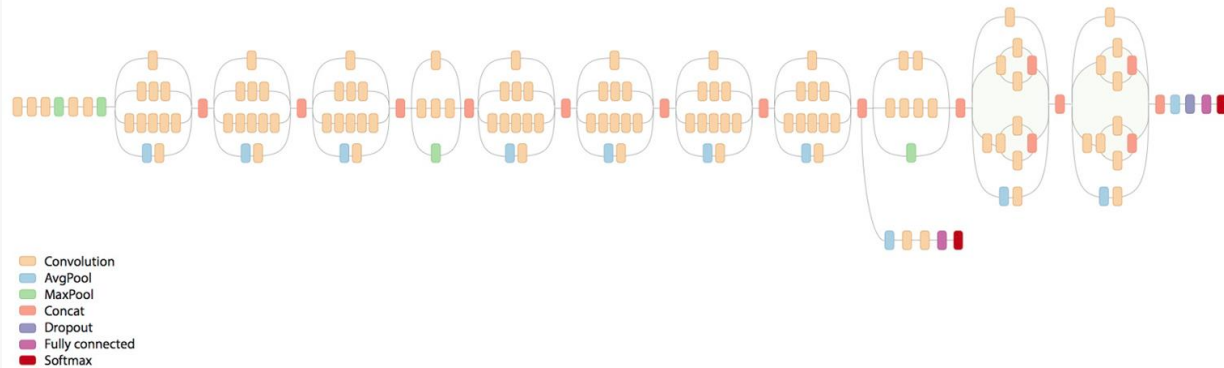 Convolution
AvgPool
MaxPool
Concat
Dropout
Fully connected
Softmax